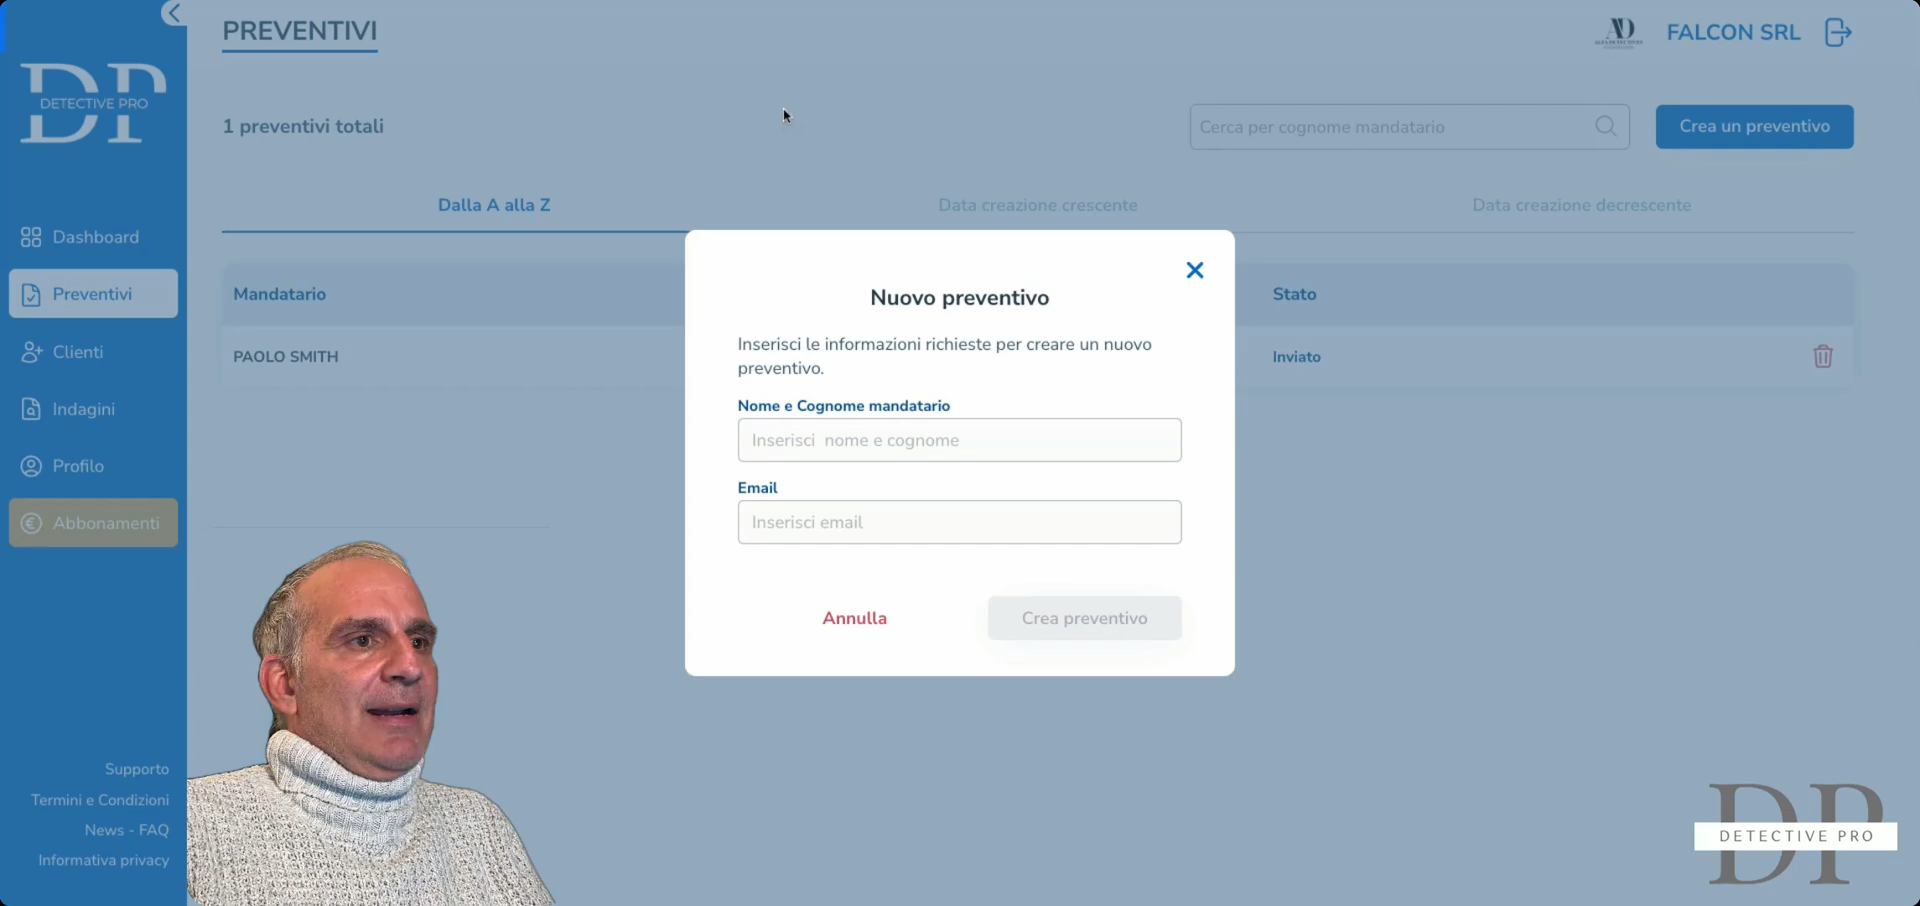 PREVENTIVI
FALCON SRL
DP
DETECTIVE PRO
1 preventivi totali
Cerca per cognome mandatario
Crea un preventivo
Dalla A alla Z
Data creazione crescente
Data creazione decrescente
Dashboard
Preventivi
Clienti
Indagini
Profilo
Abbonamenti
Mandatario
Stato
PAOLO SMITH
Inviato
Nuovo preventivo
Inserisci le informazioni richieste per creare un nuovo
preventivo.
Nome e Cognome mandatario
Inserisci  nome e cognome
Email
Inserisci email
Annulla
Crea preventivo
Supporto
Termini e Condizioni
News - FAQ
Informativa privacy
DP
DETECTIVE PRO